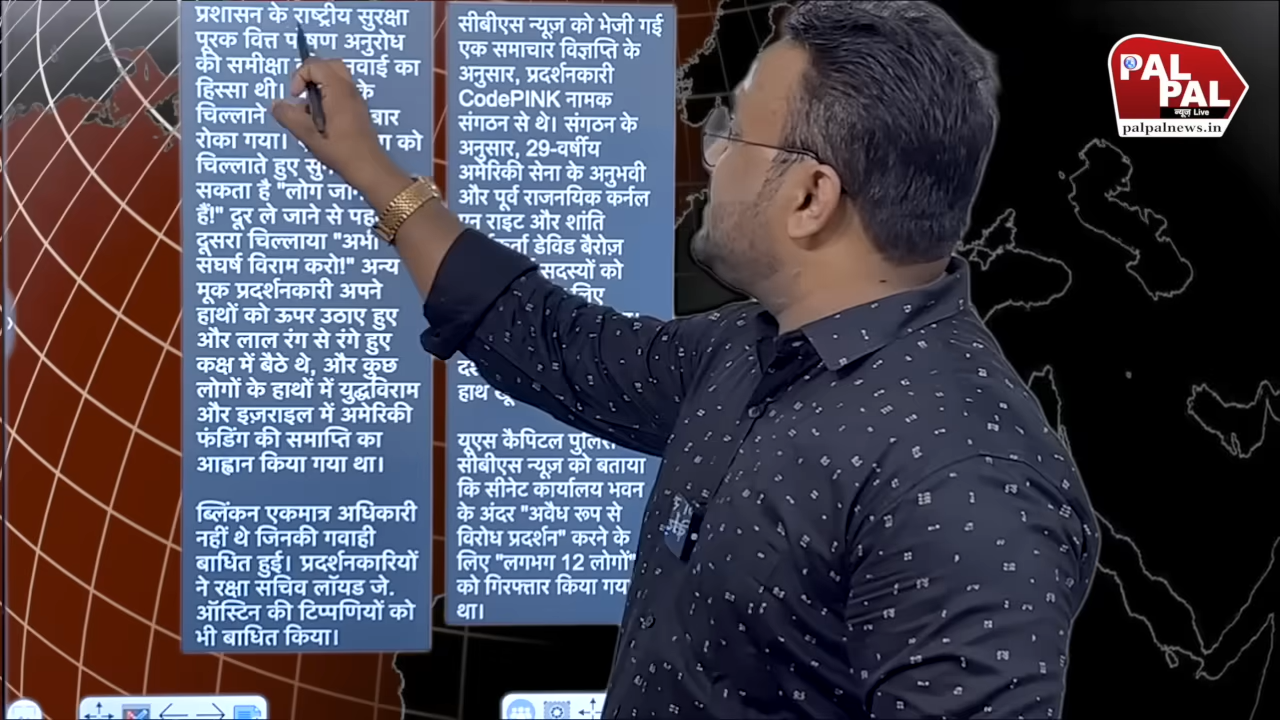 प्रशासन के राष्ट्रीय सुरक्षा
पूरक वित्त अनुरोध
की समीक्षा का
हिस्सा थी। के
चिल्लाने बार
रोका गया। को
चिल्लाते हुए
सकता है "लोग
हैं!" दूर ले जाने से
दूसरा चिल्लाया "अभी
संघर्ष विराम करो!" अन्य
मूक प्रदर्शनकारी अपने
हाथों को ऊपर उठाए हुए
और लाल रंग से रंगे हुए
कक्ष में बैठे थे, और कुछ
लोगों के हाथों में युद्धविराम
और इज़राइल में अमेरिकी
फंडिंग की समाप्ति का
आह्वान किया गया था।
ब्लिंकन एकमात्र अधिकारी
नहीं थे जिनकी गवाही
बाधित हुई। प्रदर्शनकारियों
ने रक्षा सचिव लॉयड जे.
ऑस्टिन की टिप्पणियों को
भी बाधित किया।
सीबीएस न्यूज़ को भेजी गई
एक समाचार विज्ञप्ति के
अनुसार, प्रदर्शनकारी
CodePINK नामक
संगठन से थे। संगठन के
अनुसार, 29-वर्षीय
अमेरिकी सेना के अनुभवी
और पूर्व राजनयिक कर्नल
राइट और शांति
डेविड बैरोज़
सदस्यों को
लिए
हाथ
यूएस कैपिटल पुलिस
सीबीएस न्यूज़ को बताया
कि सीनेट कार्यालय भवन
के अंदर "अवैध रूप से
विरोध प्रदर्शन" करने के
लिए "लगभग 12 लोगों"
को गिरफ्तार किया गया
था।
PAL
PAL
न्यूज़ Live
palpalnews.in